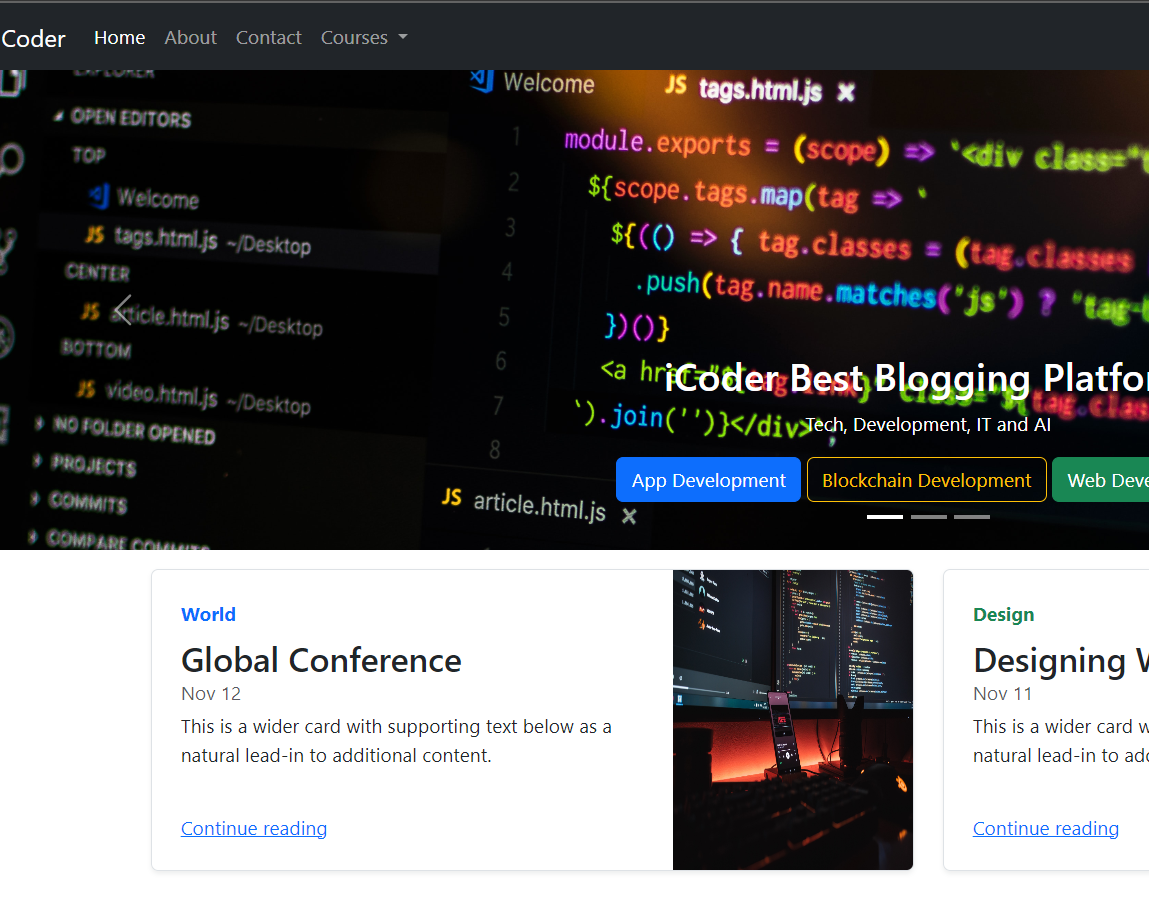 Coder Home About Contact Courses
EXPLORER
OPEN EDITORS
TOP
Welcome
tags.html.js ~/Desktop
CENTER
JS article.html.js ~/Desktop
BOTTOM
JS video.html.js ~/Desktop
NO FOLDER OPENED
PROJECTS
COMMITS
COMPARE COMMITS
Welcome JS tags.html.js ×
1 module.exports = (scope) => `<div class="
2 ${scope.tags.map(tag => `
3 ${(() => { tag.classes = (tag.classes
4 .push(tag.name.matches('js') ?
5 })()}
6 <a href="${tag.link}" class="${tag.clas
7 ').join('')}</div>`;
8
JS article.html.js ×
iCoder Best Blogging Platfo
Tech, Development, IT and AI
App Development Blockchain Development Web Deve
World
Global Conference
Nov 12
This is a wider card with supporting text below as a
natural lead-in to additional content.
Continue reading
Design
Designing
Nov 11
This is a wider card w
natural lead-in to add
Continue reading